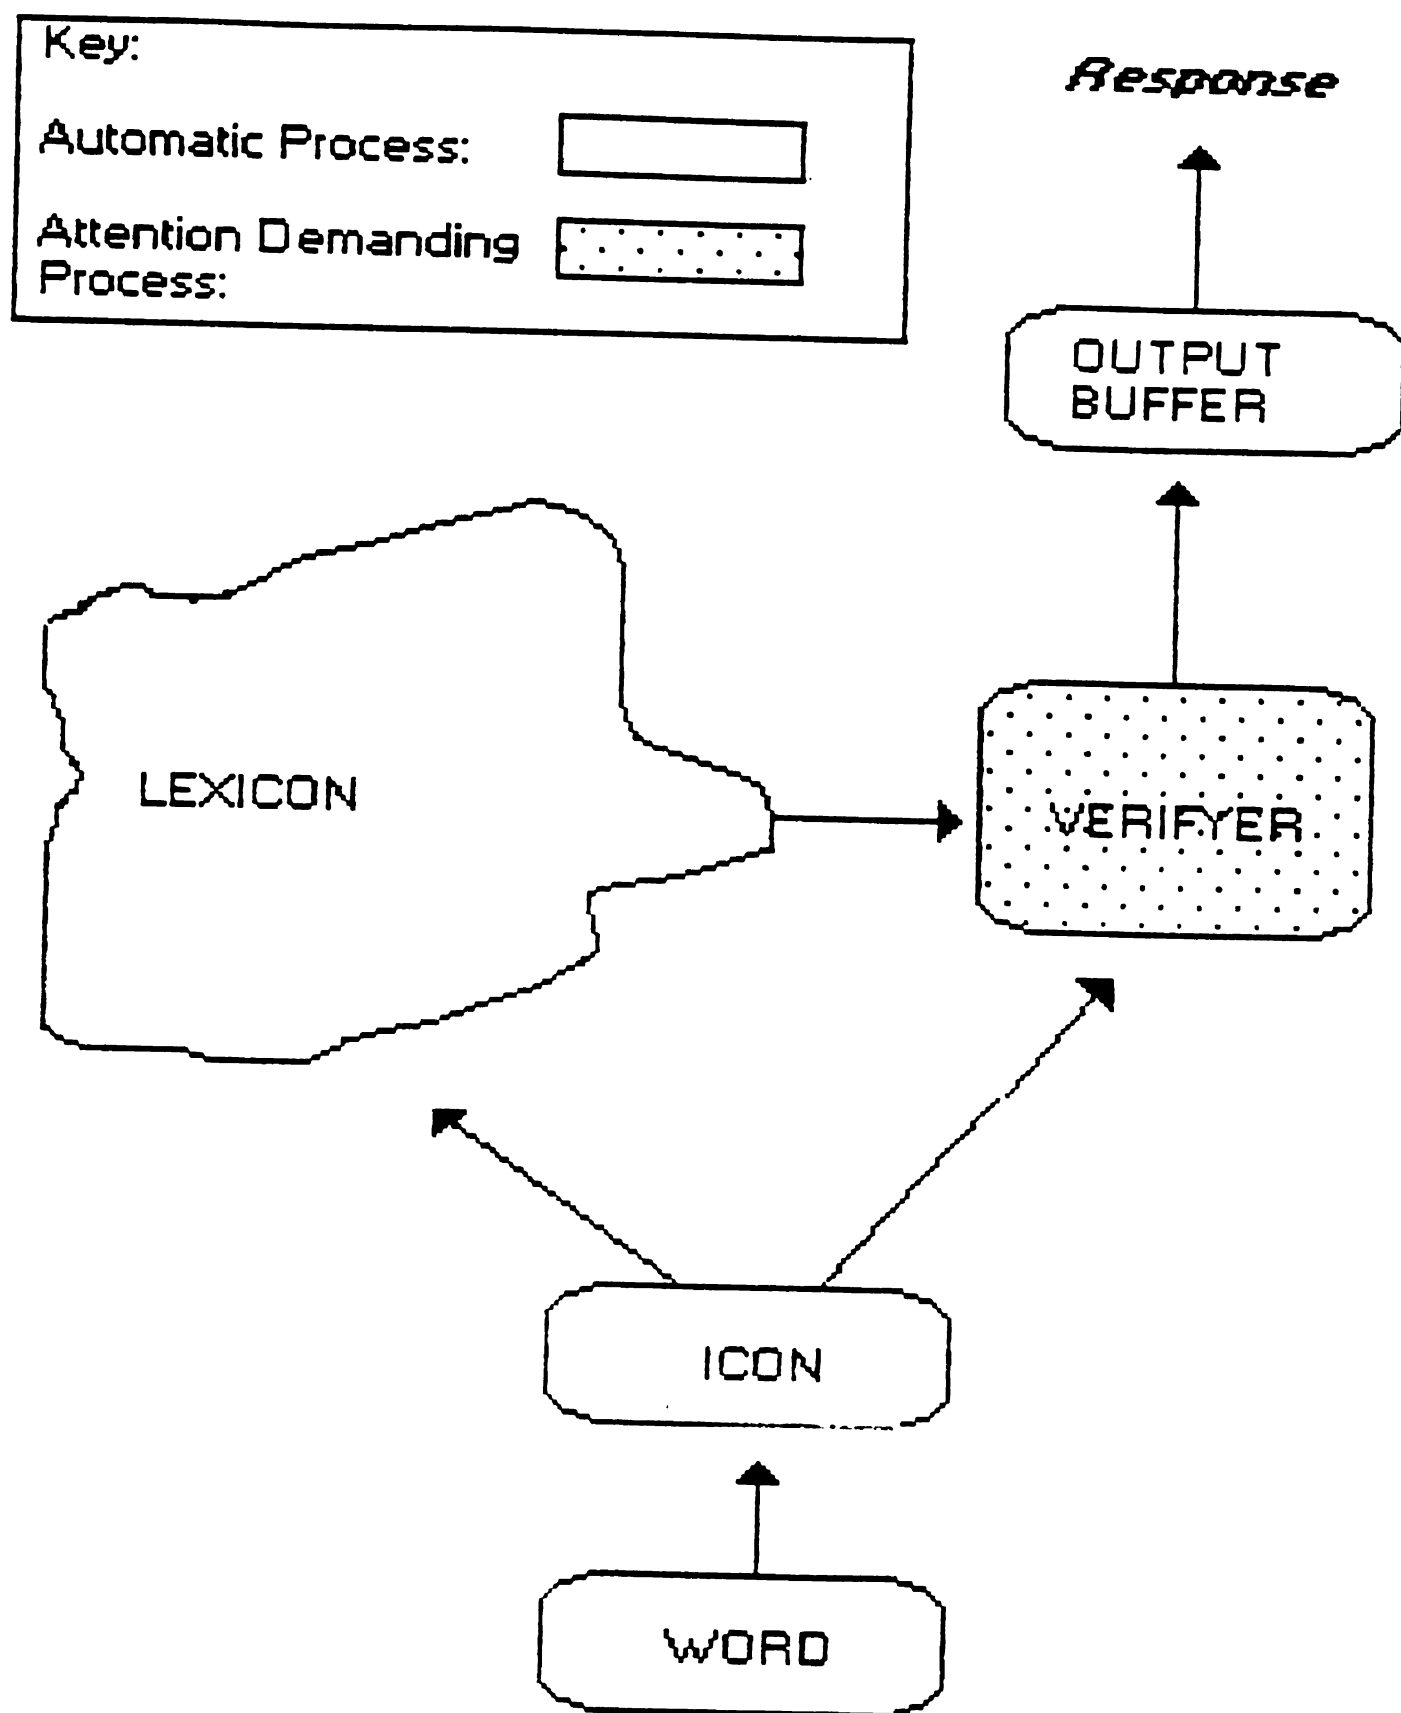 Key:
Automatic Process:
Attention Demanding
Process:
Response
OUTPUT
BUFFER
LEXICON
VERIFYER
ICON
WORD